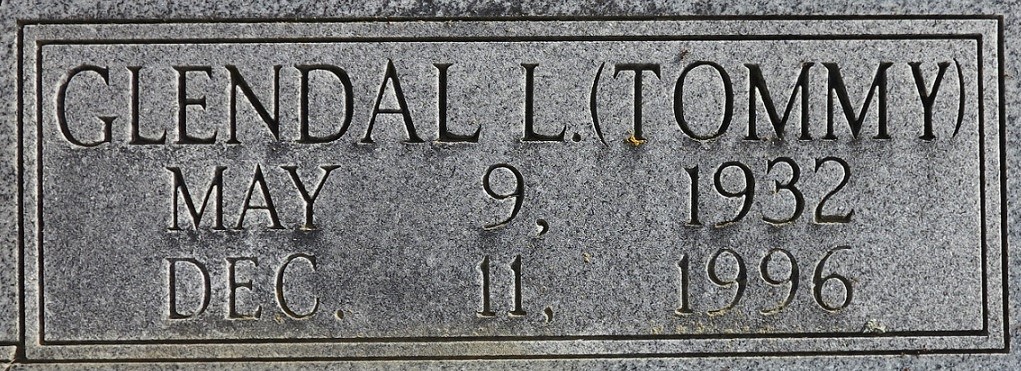 GLENDAL L. (TOMMY)
MAY 9, 1932
DEC. 11, 1996